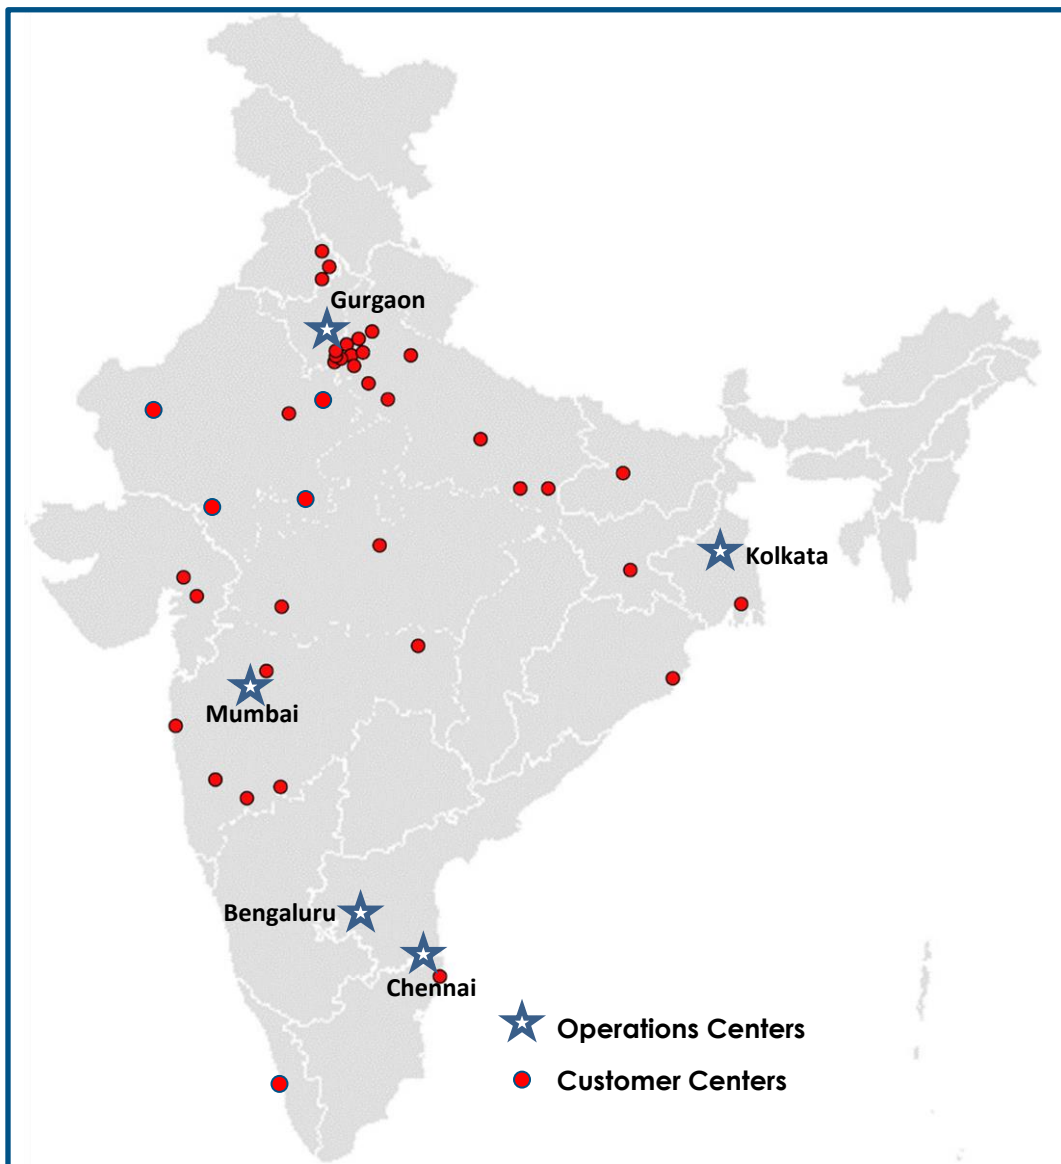 Gurgaon
Kolkata
Mumbai
Bengaluru
Chennai
Operations Centers
Customer Centers